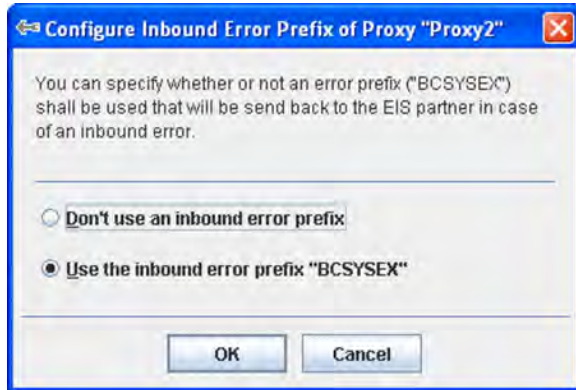 Configure Inbound Error Prefix of Proxy "Proxy2"
You can specify whether or not an error prefix ("BCSYSEX")
shall be used that will be send back to the EIS partner in case
of an inbound error.
Don't use an inbound error prefix
Use the inbound error prefix "BCSYSEX"
OK Cancel